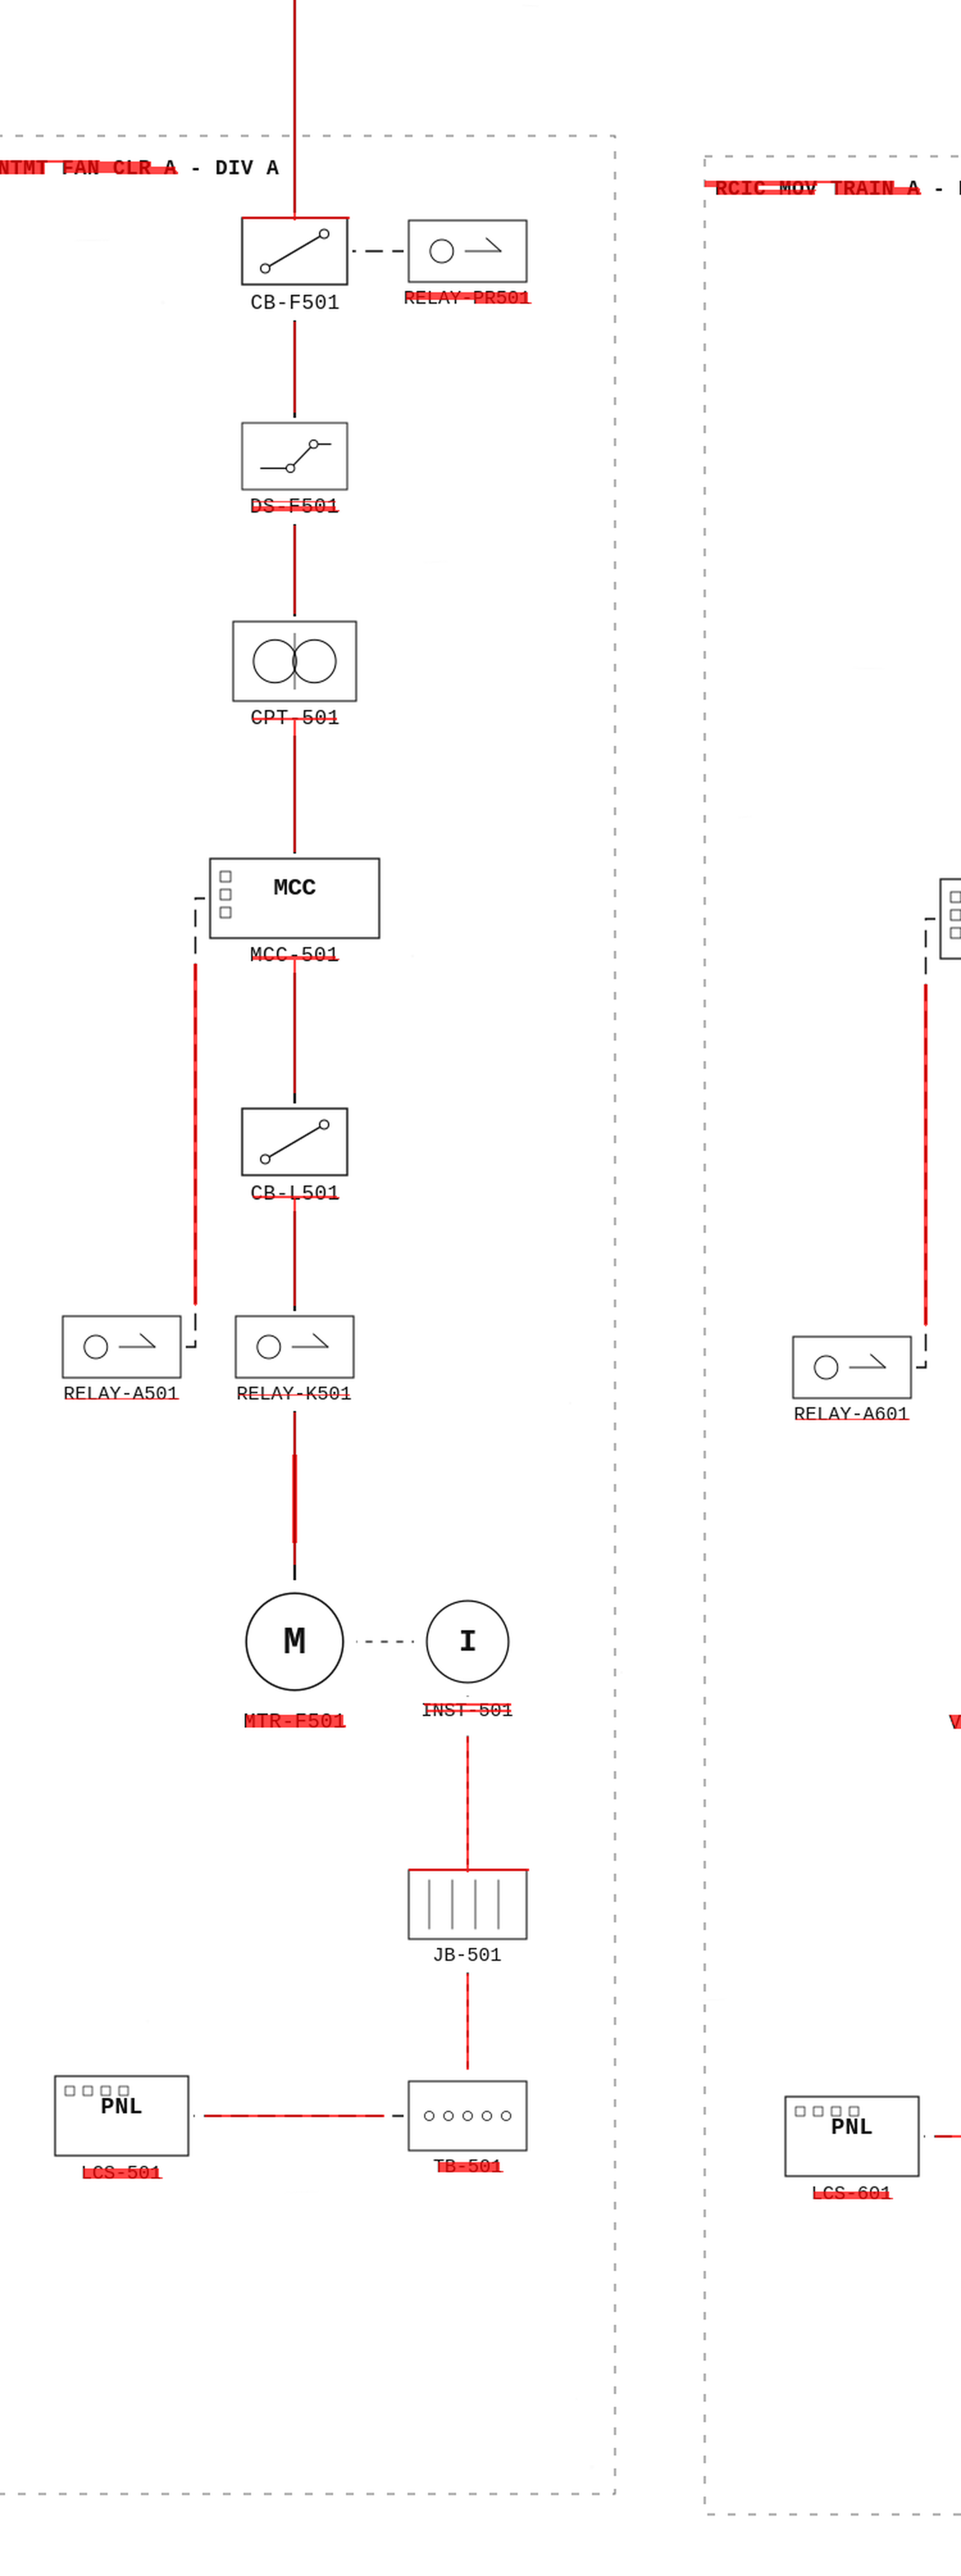 NTMT FAN CLR A - DIV A
RCIC MOV TRAIN A -
CB-F501
RELAY-PR501
DS-F501
CPT-501
MCC
MCC-501
CB-L501
RELAY-A501
RELAY-K501
RELAY-A601
M
I
MTR-F501
INST-501
JB-501
PNL
LCS-501
TB-501
PNL
LCS-601